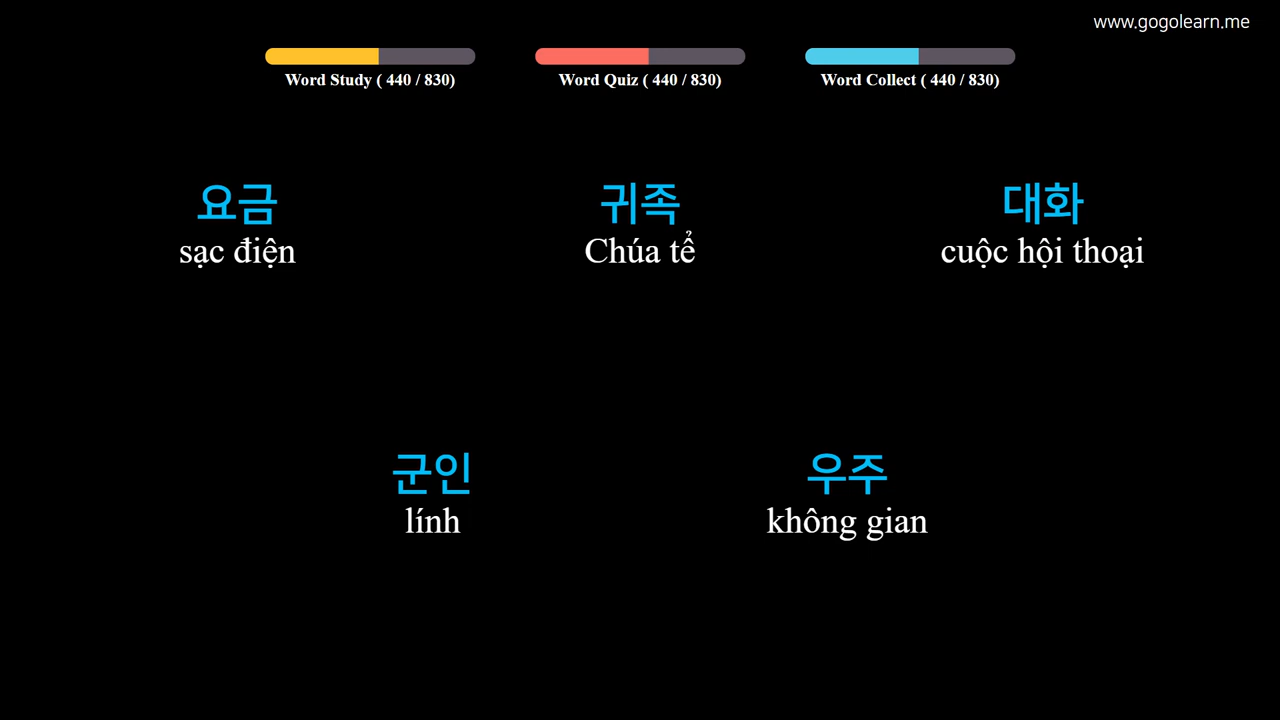 www.gogolearn.me
Word Study ( 440 / 830)
Word Quiz ( 440 / 830)
Word Collect ( 440 / 830)
요금
sạc điện
귀족
Chúa tể
대화
cuộc hội thoại
군인
lính
우주
không gian